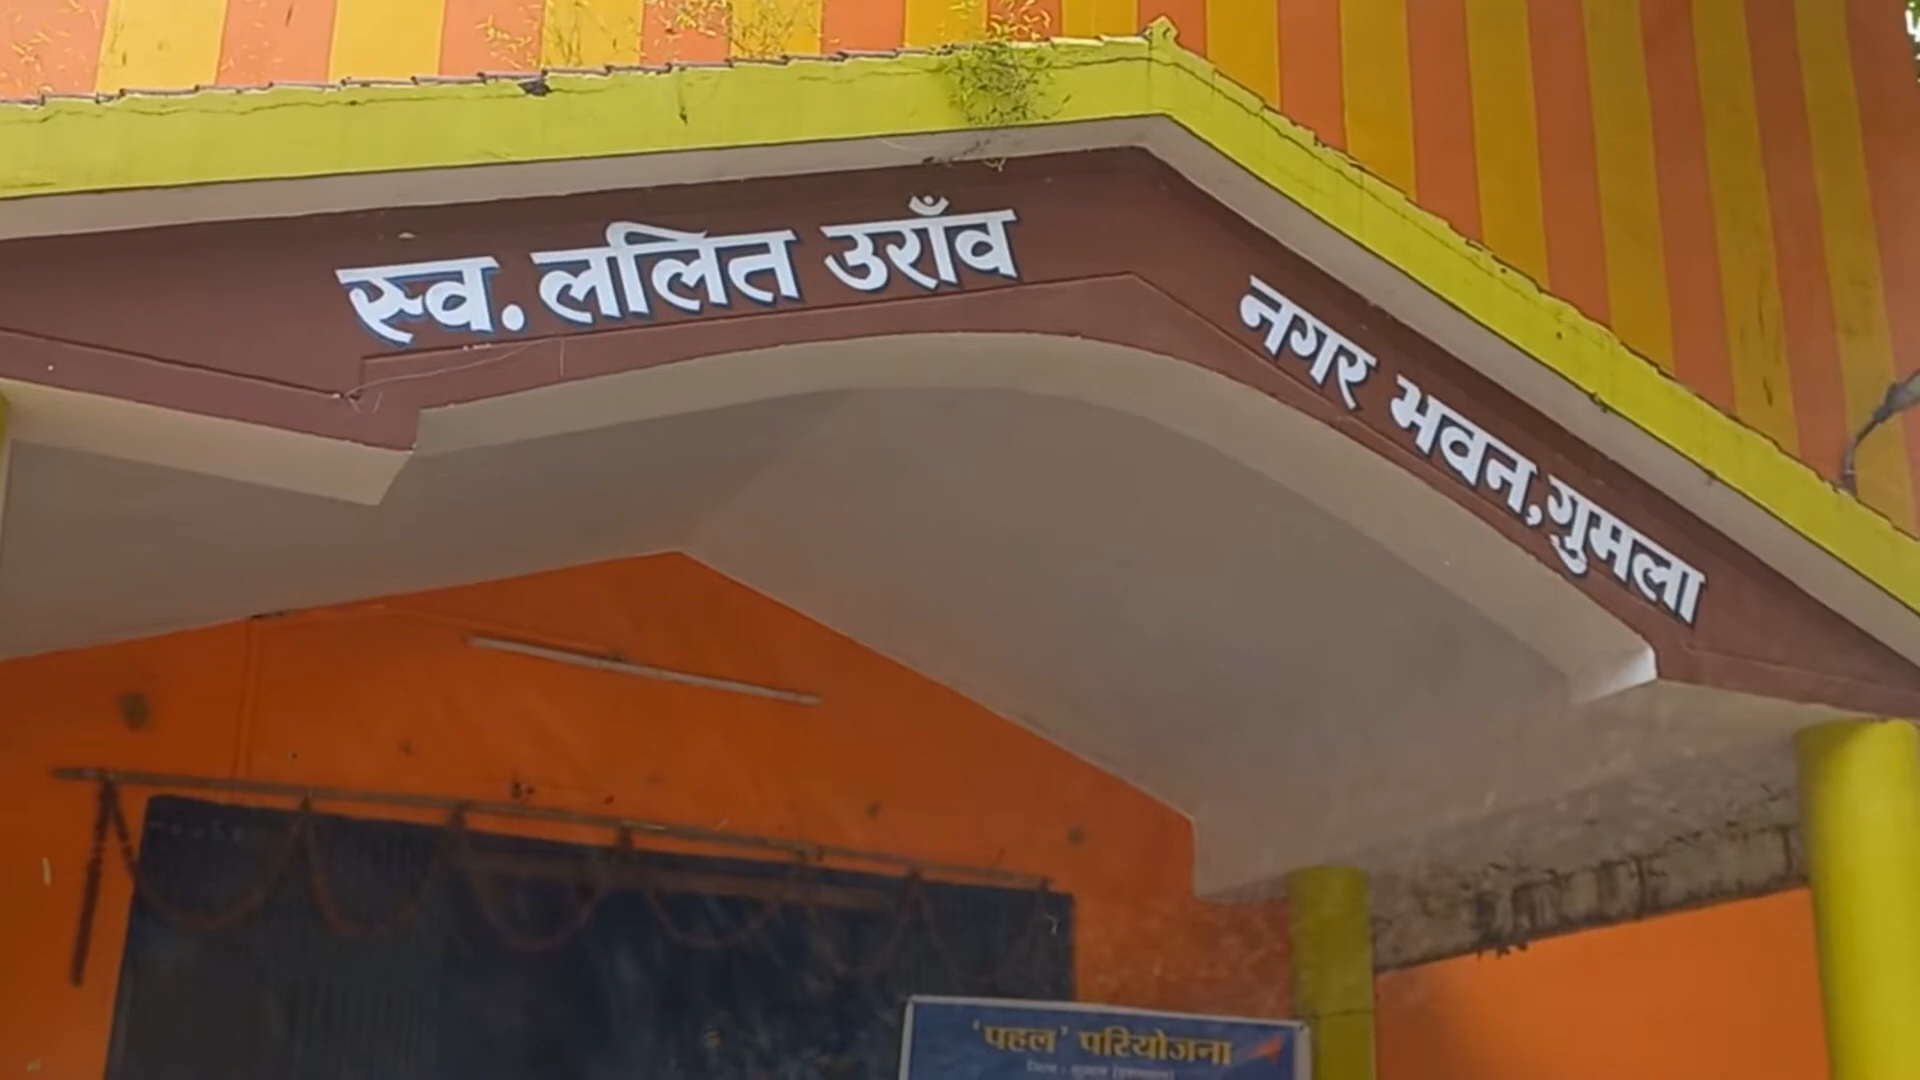 स्व. ललित उराँव
नगर भवन, गुमला
'पहल' परियोजना